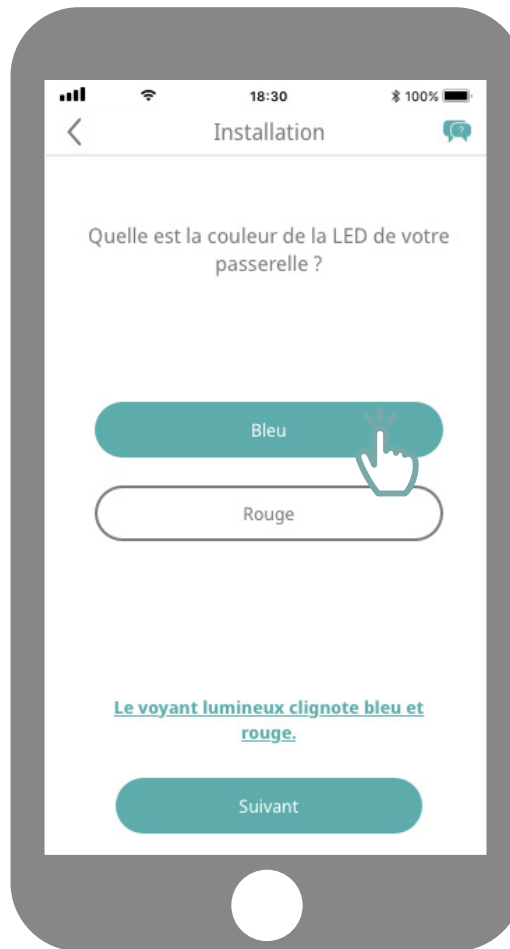 18:30 100%
Installation ?
Quelle est la couleur de la LED de votre
passerelle ?
Bleu
Rouge
Le voyant lumineux clignote bleu et
rouge.
Suivant